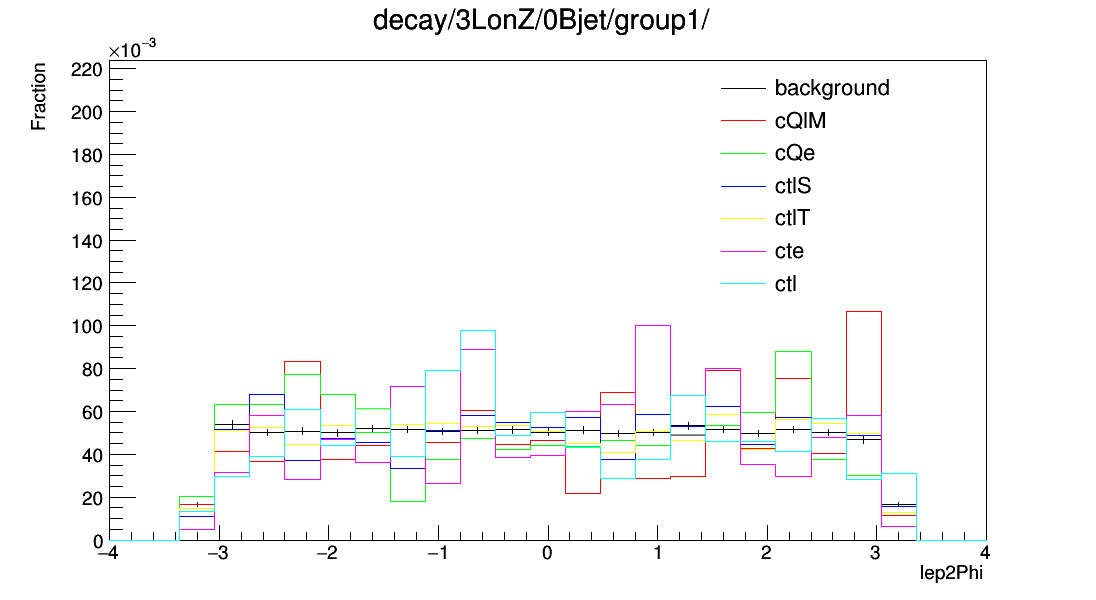 decay/3LonZ/0Bjet/group1/
×10⁻³
Fraction
220
200
180
160
140
120
100
80
60
40
20
0
background
cQlM
cQe
ctlS
ctlT
cte
ctl
−4 −3 −2 −1 0 1 2 3 4
lep2Phi